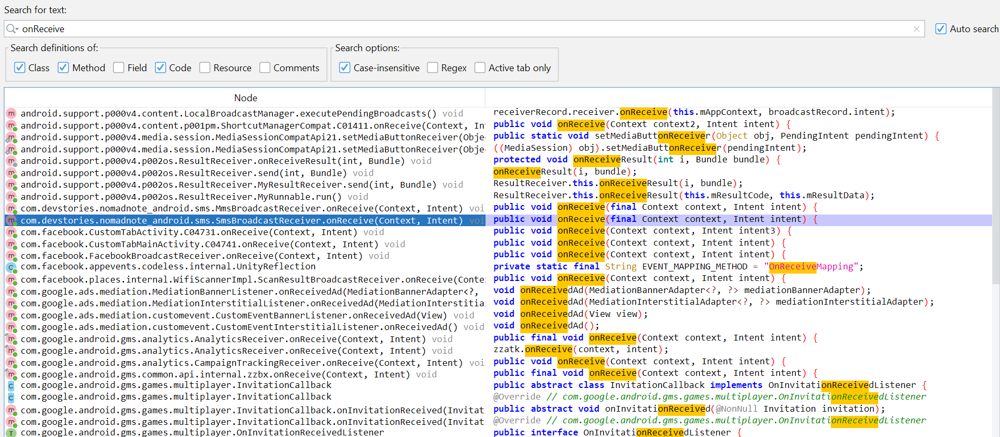 Search for text:
onReceive
Auto search
Search definitions of:
Search options:
Class Method Field Code Resource Comments
Case-insensitive Regex Active tab only
Node
android.support.p000v4.content.LocalBroadcastManager.executePendingBroadcasts() void receiverRecord.receiver.onReceive(this.mAppContext, broadcastRecord.intent);
android.support.p000v4.content.p001pm.ShortcutManagerCompat.C01411.onReceive(Context, Int public void onReceive(Context context2, Intent intent) {
android.support.p000v4.media.session.MediaSessionCompatApi21.setMediaButtonReceiver(Obje public static void setMediaButtonReceiver(Object obj, PendingIntent pendingIntent) {
android.support.p000v4.media.session.MediaSessionCompatApi21.setMediaButtonReceiver(Obje ((MediaSession) obj).setMediaButtonReceiver(pendingIntent);
android.support.p000v4.p002os.ResultReceiver.onReceiveResult(int, Bundle) void protected void onReceiveResult(int i, Bundle bundle) {
android.support.p000v4.p002os.ResultReceiver.send(int, Bundle) void onReceiveResult(i, bundle);
android.support.p000v4.p002os.ResultReceiver.MyResultReceiver.send(int, Bundle) void ResultReceiver.this.onReceiveResult(i, bundle);
android.support.p000v4.p002os.ResultReceiver.MyRunnable.run() void ResultReceiver.this.onReceiveResult(this.mResultCode, this.mResultData);
com.devstories.nomadnote_android.sms.MmsBroadcastReceiver.onReceive(Context, Intent) voi public void onReceive(final Context context, Intent intent) {
com.devstories.nomadnote_android.sms.SmsBroadcastReceiver.onReceive(Context, Intent) voi public void onReceive(final Context context, Intent intent) {
com.facebook.CustomTabActivity.C04731.onReceive(Context, Intent) void public void onReceive(Context context, Intent intent3) {
com.facebook.CustomTabMainActivity.C04741.onReceive(Context, Intent) void public void onReceive(Context context, Intent intent) {
com.facebook.FacebookBroadcastReceiver.onReceive(Context, Intent) void public void onReceive(Context context, Intent intent) {
com.facebook.appevents.codeless.internal.UnityReflection private static final String EVENT_MAPPING_METHOD = "OnReceiveMapping";
com.facebook.places.internal.WifiScannerImpl.ScanResultBroadcastReceiver.onReceive(Conte public void onReceive(Context context, Intent intent) {
com.google.ads.mediation.MediationBannerListener.onReceivedAd(MediationBannerAdapter<?, void onReceivedAd(MediationBannerAdapter<?, ?> mediationBannerAdapter);
com.google.ads.mediation.MediationInterstitialListener.onReceivedAd(MediationInterstitia void onReceivedAd(MediationInterstitialAdapter<?, ?> mediationInterstitialAdapter);
com.google.ads.mediation.customevent.CustomEventBannerListener.onReceivedAd(View) void void onReceivedAd(View view);
com.google.ads.mediation.customevent.CustomEventInterstitialListener.onReceivedAd() void void onReceivedAd();
com.google.android.gms.analytics.AnalyticsReceiver.onReceive(Context, Intent) void public final void onReceive(Context context, Intent intent) {
com.google.android.gms.analytics.AnalyticsReceiver.onReceive(Context, Intent) void zzatk.onReceive(context, intent);
com.google.android.gms.analytics.CampaignTrackingReceiver.onReceive(Context, Intent) voi public void onReceive(Context context, Intent intent) {
com.google.android.gms.common.api.internal.zzbx.onReceive(Context, Intent) void public final void onReceive(Context context, Intent intent) {
com.google.android.gms.games.multiplayer.InvitationCallback public abstract class InvitationCallback implements OnInvitationReceivedListener {
com.google.android.gms.games.multiplayer.InvitationCallback @Override // com.google.android.gms.games.multiplayer.OnInvitationReceivedListener
com.google.android.gms.games.multiplayer.InvitationCallback.onInvitationReceived(Invitat public abstract void onInvitationReceived(@NonNull Invitation invitation);
com.google.android.gms.games.multiplayer.InvitationCallback.onInvitationReceived(Invitat @Override // com.google.android.gms.games.multiplayer.OnInvitationReceivedListener
com.google.android.gms.games.multiplayer.OnInvitationReceivedListener public interface OnInvitationReceivedListener {